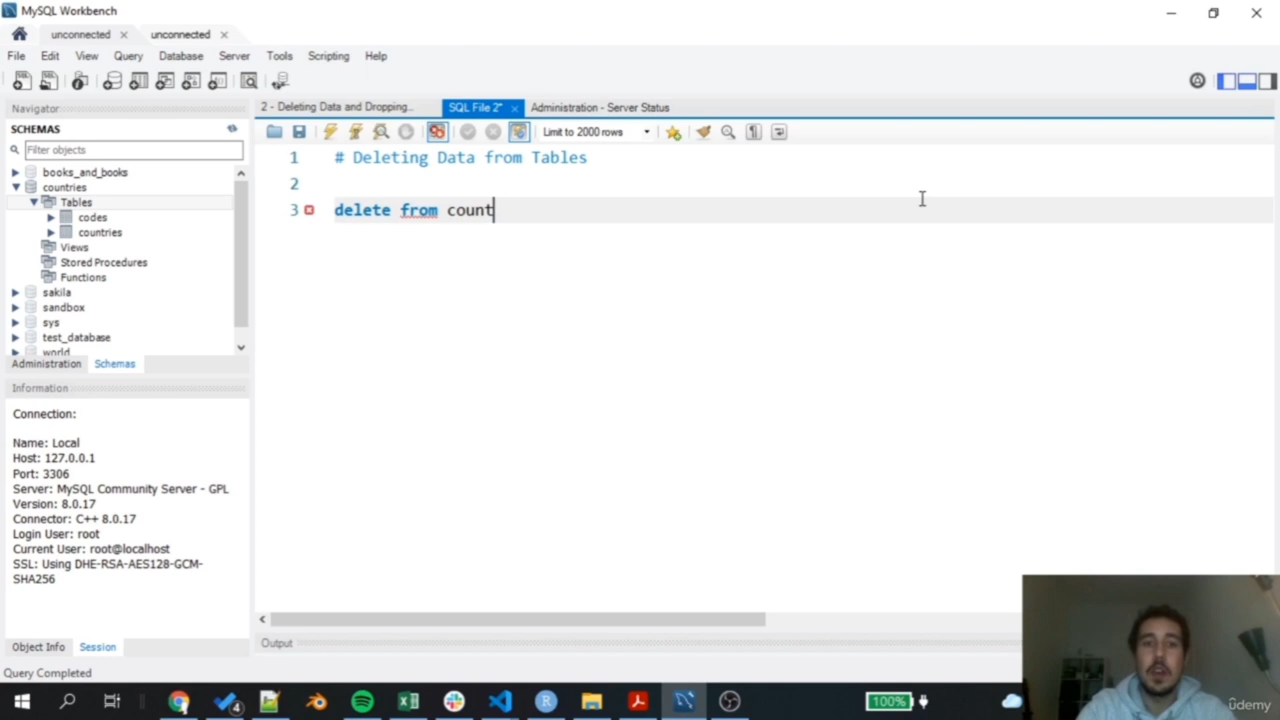 MySQL Workbench
unconnected
unconnected
File Edit View Query Database Server Tools Scripting Help
Navigator
SCHEMAS
Filter objects
books_and_books
countries
Tables
codes
countries
Views
Stored Procedures
Functions
sakila
sandbox
sys
test_database
world
Administration Schemas
Information
Connection:
Name: Local
Host: 127.0.0.1
Port: 3306
Server: MySQL Community Server - GPL
Version: 8.0.17
Connector: C++ 8.0.17
Login User: root
Current User: root@localhost
SSL: Using DHE-RSA-AES128-GCM-
SHA256
Object Info Session
Query Completed
2 - Deleting Data and Dropping... SQL File 2* Administration - Server Status
Limit to 2000 rows
1 # Deleting Data from Tables
2
3 delete from count
Output
4
100%
ûdemy